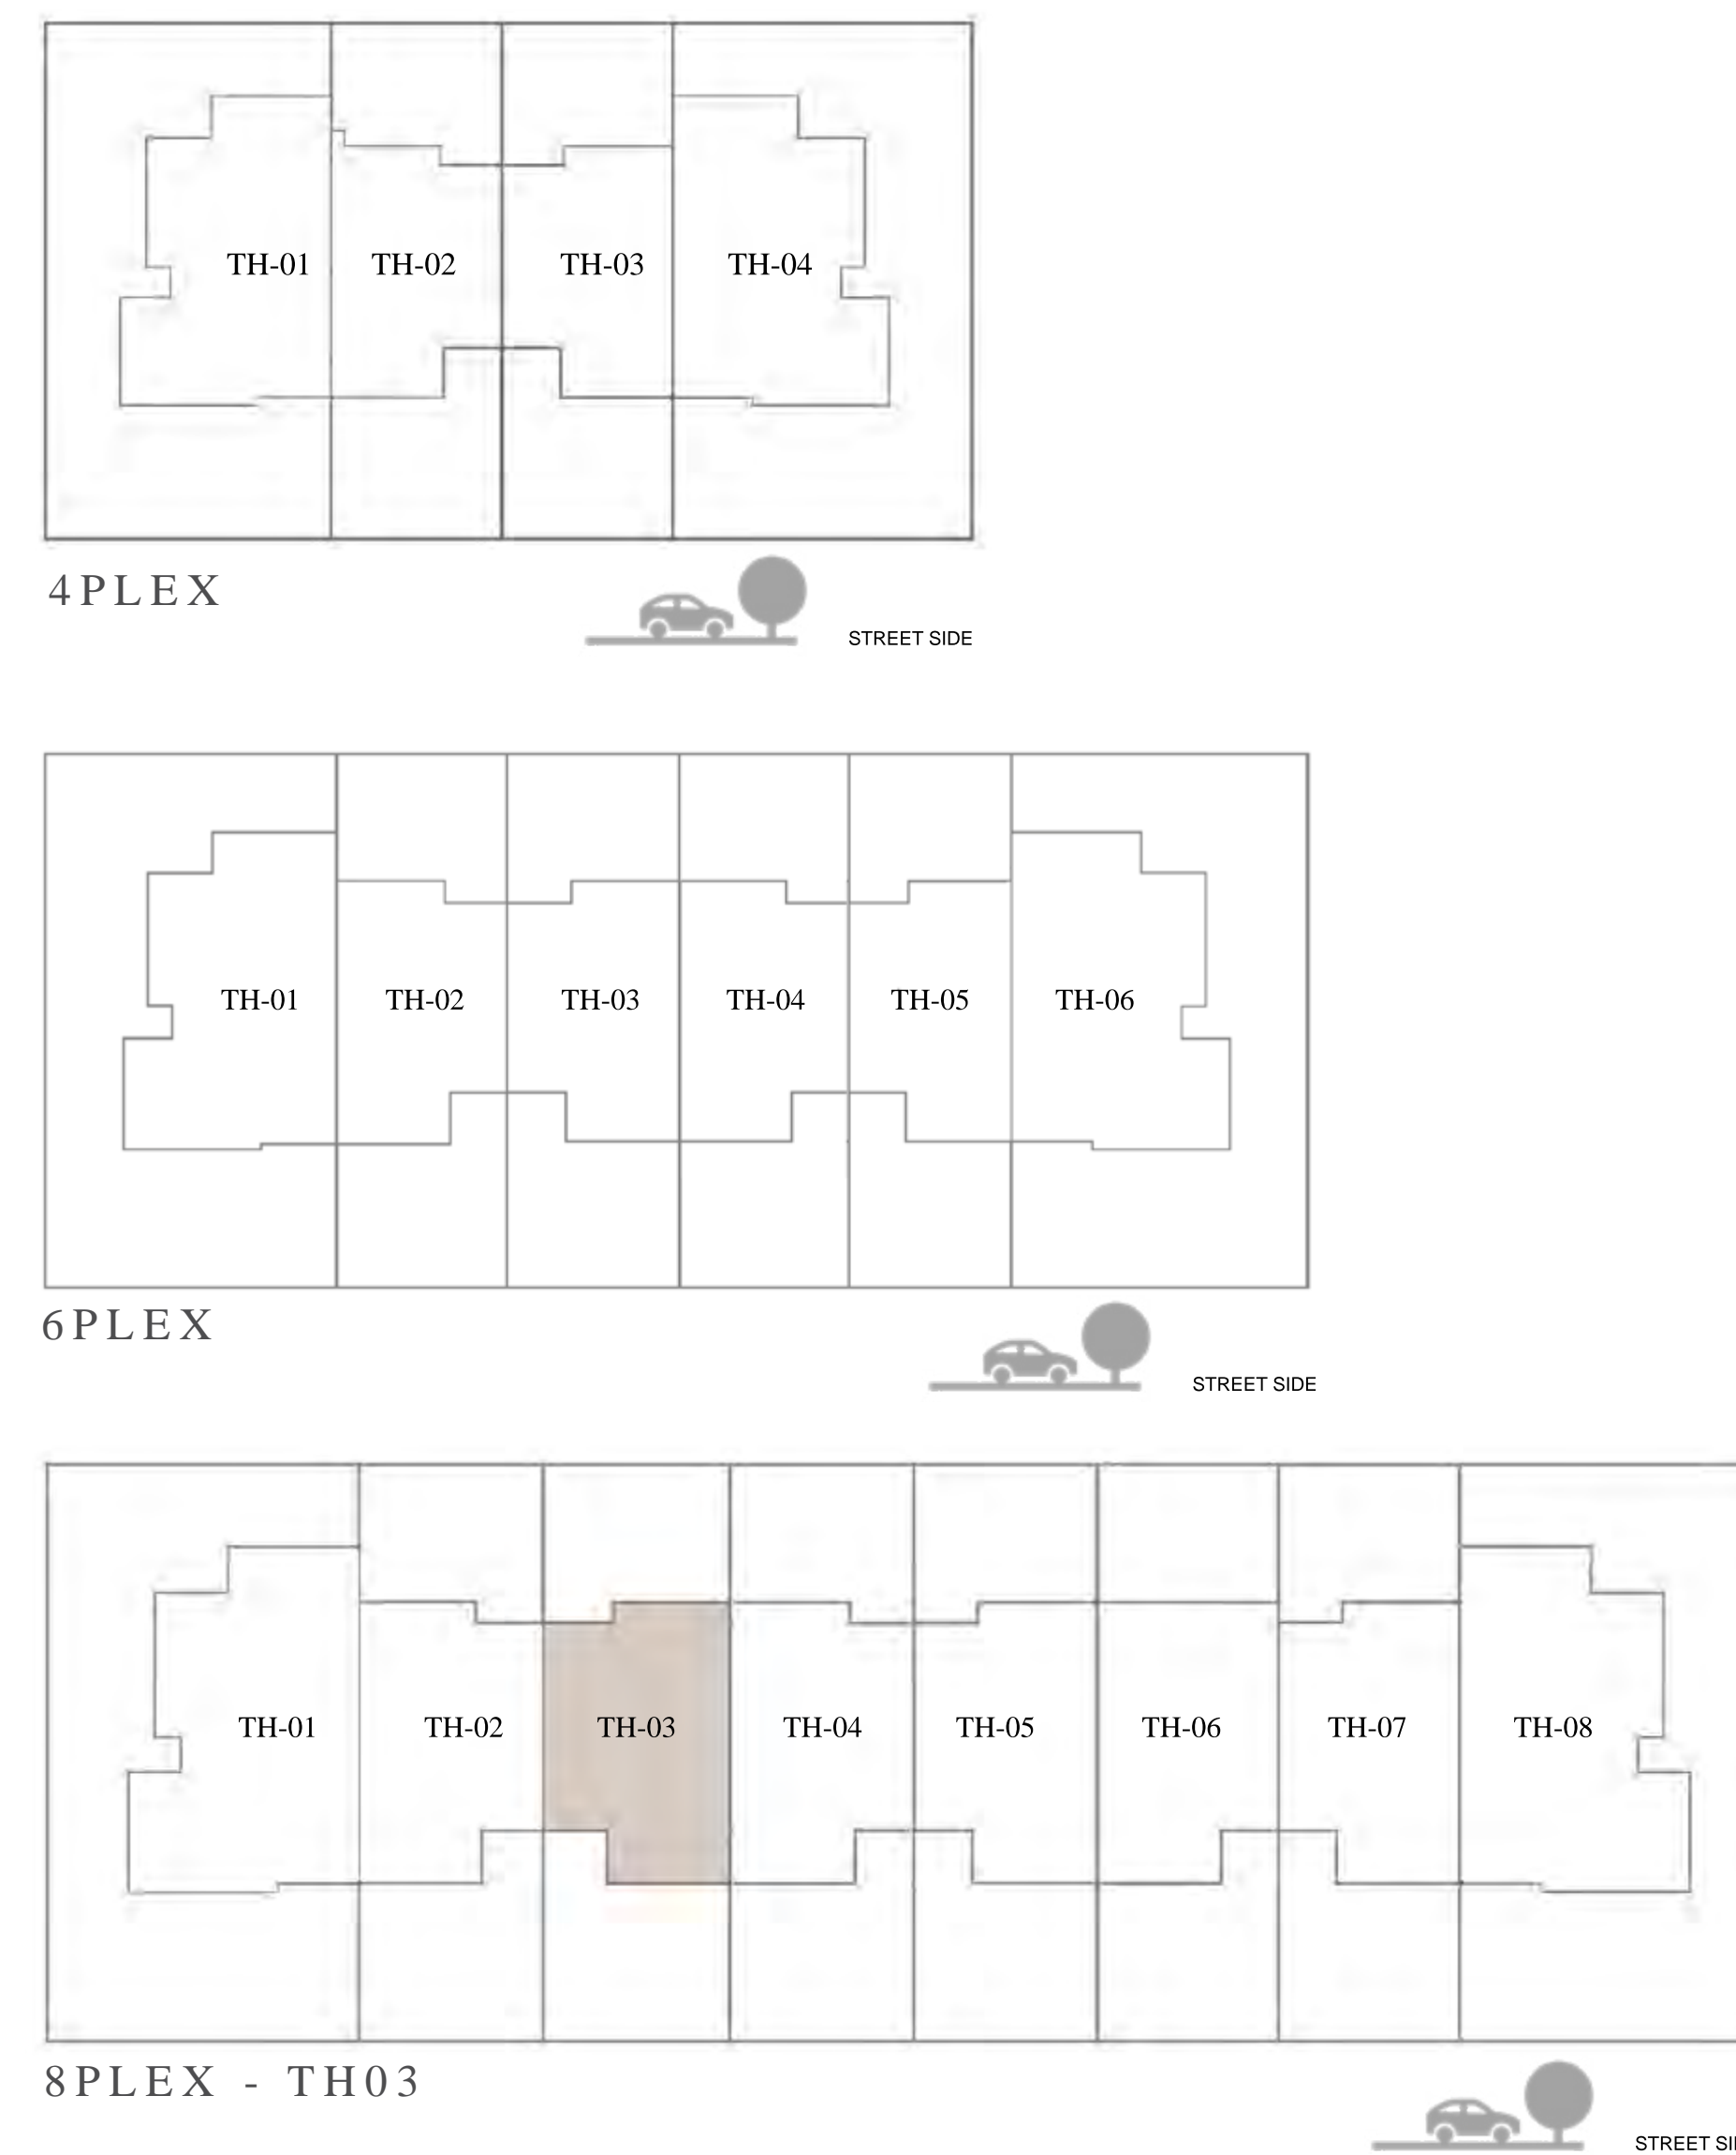 TH-01 TH-02 TH-03 TH-04
4PLEX
STREET SIDE
TH-01 TH-02 TH-03 TH-04 TH-05 TH-06
6PLEX
STREET SIDE
TH-01 TH-02 TH-03 TH-04 TH-05 TH-06 TH-07 TH-08
8PLEX - TH03
STREET